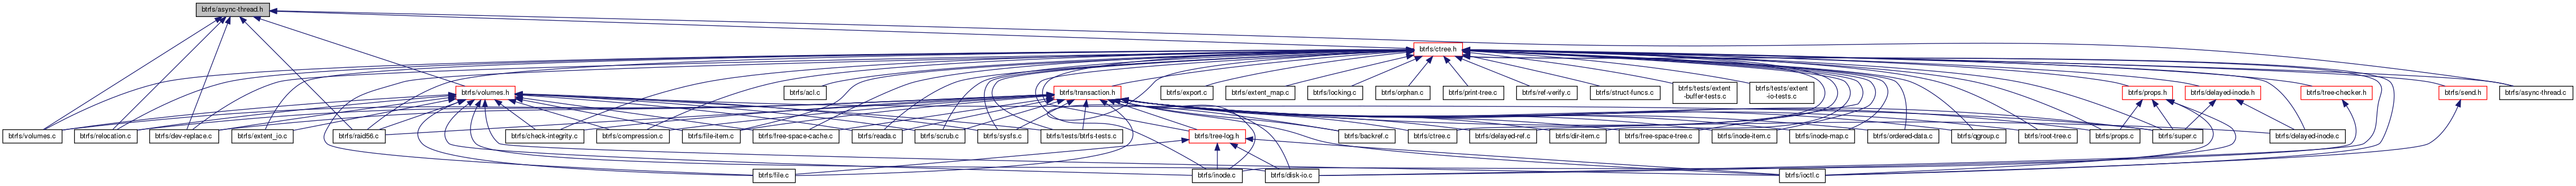 btrfs/async-thread.h
btrfs/ctree.h
btrfs/volumes.h
btrfs/acl.c
btrfs/transaction.h
btrfs/export.c
btrfs/extent_map.c
btrfs/locking.c
btrfs/orphan.c
btrfs/print-tree.c
btrfs/ref-verify.c
btrfs/struct-funcs.c
btrfs/tests/extent
-buffer-tests.c
btrfs/tests/extent
-io-tests.c
btrfs/props.h
btrfs/delayed-inode.h
btrfs/tree-checker.h
btrfs/send.h
btrfs/async-thread.c
btrfs/volumes.c
btrfs/relocation.c
btrfs/dev-replace.c
btrfs/extent_io.c
btrfs/raid56.c
btrfs/check-integrity.c
btrfs/compression.c
btrfs/file-item.c
btrfs/free-space-cache.c
btrfs/reada.c
btrfs/scrub.c
btrfs/sysfs.c
btrfs/tests/btrfs-tests.c
btrfs/tree-log.h
btrfs/backref.c
btrfs/ctree.c
btrfs/delayed-ref.c
btrfs/dir-item.c
btrfs/free-space-tree.c
btrfs/inode-item.c
btrfs/inode-map.c
btrfs/ordered-data.c
btrfs/qgroup.c
btrfs/root-tree.c
btrfs/props.c
btrfs/super.c
btrfs/delayed-inode.c
btrfs/file.c
btrfs/inode.c
btrfs/disk-io.c
btrfs/ioctl.c